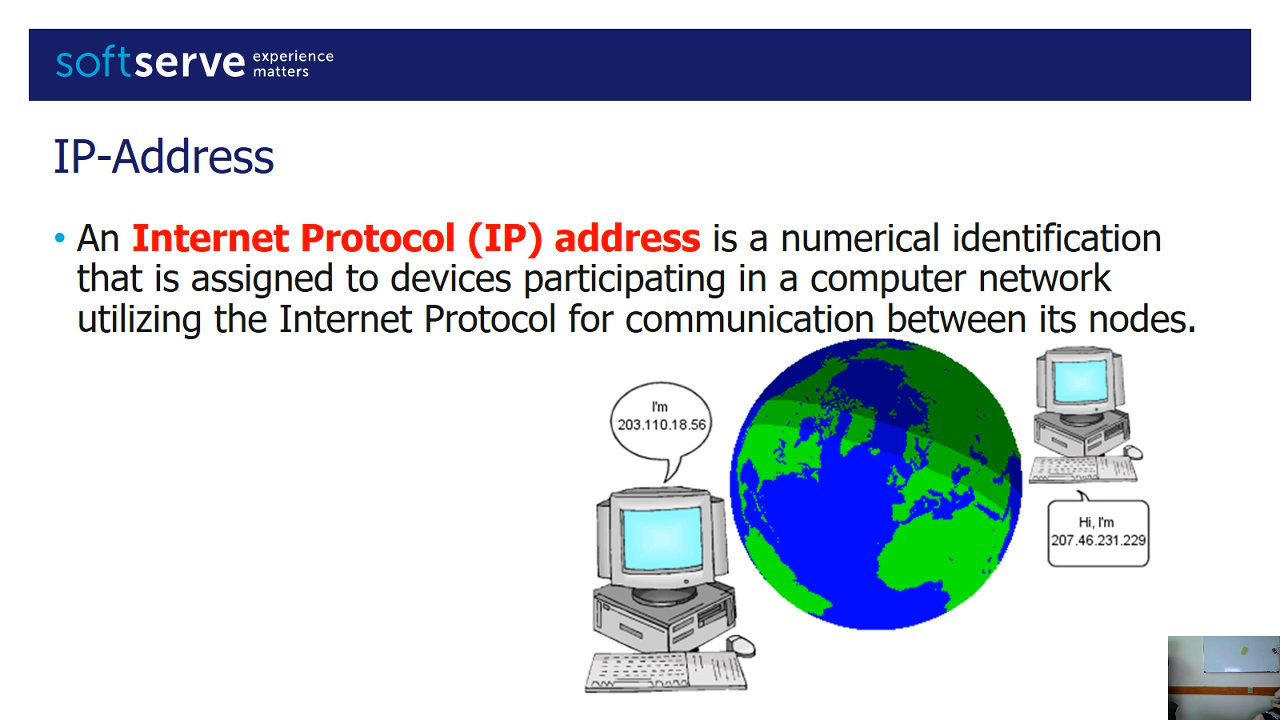 softserve experience
matters
IP-Address
• An Internet Protocol (IP) address is a numerical identification
that is assigned to devices participating in a computer network
utilizing the Internet Protocol for communication between its nodes.
I'm
203.110.18.56
Hi, I'm
207.46.231.229